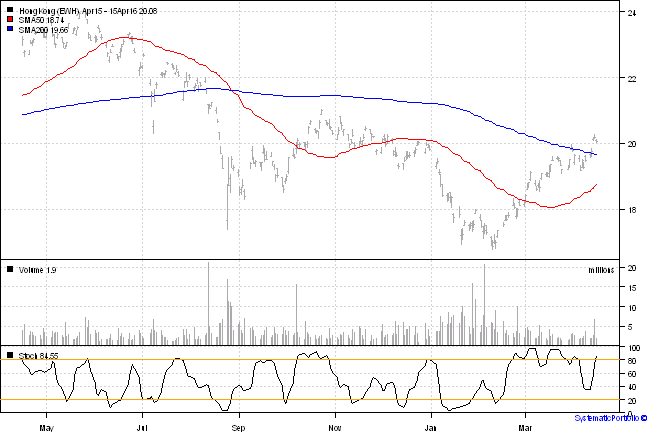 Hong Kong (EWH) Apr15 - 15Apr16 20.08
SMA50 18.74
SMA200 19.66
24
22
20
18
Volume 1.9
millions
20
15
10
5
Stoch 84.55
100
80
60
40
20
0
May
Jul
Sep
Nov
Jan
Mar
SystematicPortfolio ©